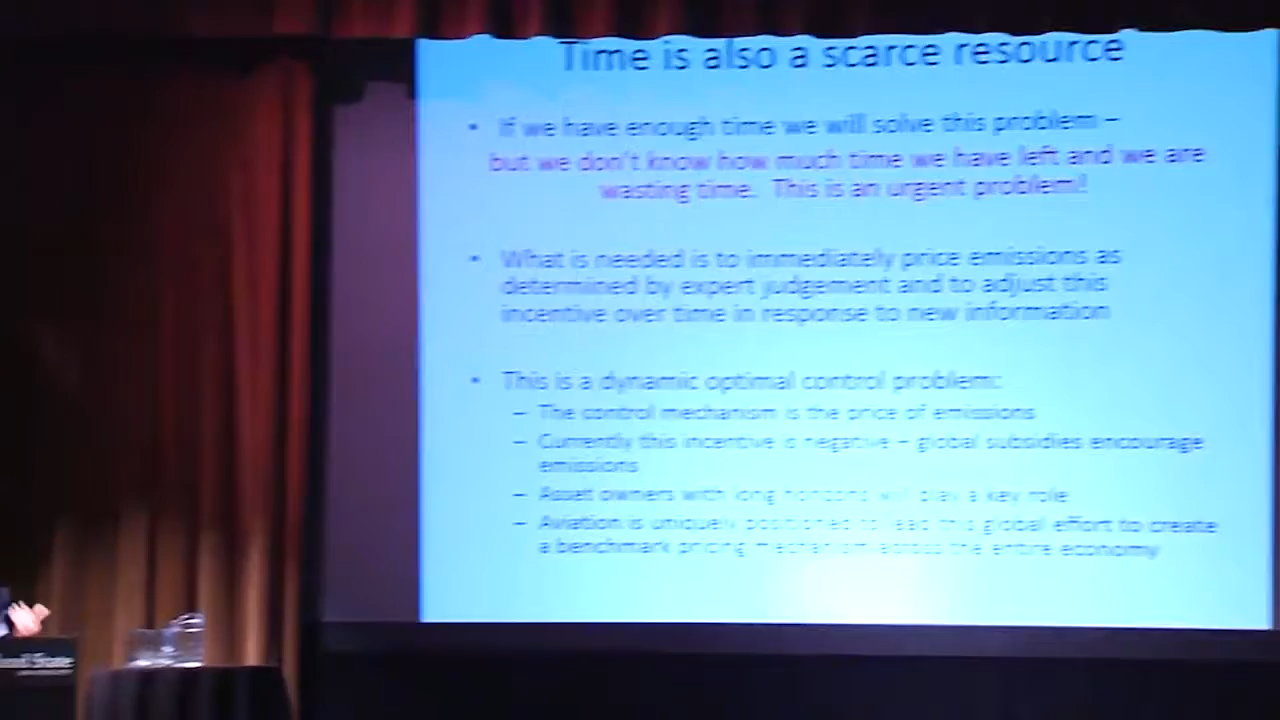 Time is also a scarce resource
• If we have enough time we will solve this problem –
but we don't know how much time we have left and we are
wasting time. This is an urgent problem!
• What is needed is to immediately price emissions as
determined by expert judgement and to adjust this
incentive over time in response to new information
• This is a dynamic optimal control problem:
– The control mechanism is the price of emissions
– Currently this incentive is negative – global subsidies encourage
emissions
– Asset owners with long horizons will play a key role
– Aviation is uniquely positioned to lead this global effort to create
a benchmark pricing mechanism across the entire economy